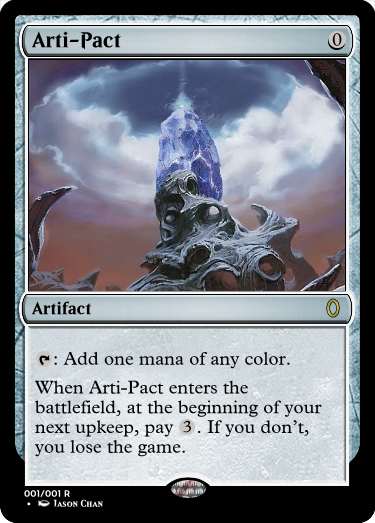 Arti-Pact 0
Artifact
: Add one mana of any color.
When Arti-Pact enters the
battlefield, at the beginning of your
next upkeep, pay 3. If you don't,
you lose the game.
001/001 R
• Jason Chan